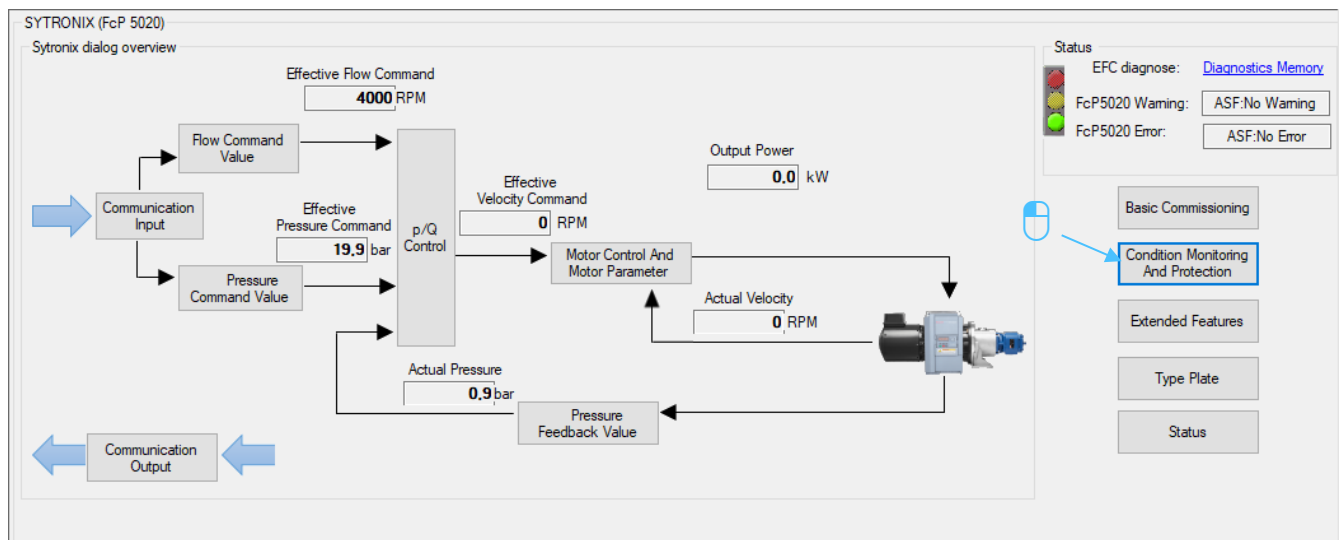 SYTRONIX (FcP 5020)
Sytronix dialog overview
Effective Flow Command
4000 RPM
Flow Command
Value
Communication
Input
Effective
Pressure Command
19,9 bar
Pressure
Command Value
p/Q
Control
Effective
Velocity Command
0 RPM
Output Power
0,0 kW
Motor Control And
Motor Parameter
Actual Velocity
0 RPM
Actual Pressure
0,9 bar
Pressure
Feedback Value
Communication
Output
Status
EFC diagnose: Diagnostics Memory
FcP5020 Warning: ASF:No Warning
FcP5020 Error: ASF:No Error
Basic Commissioning
Condition Monitoring
And Protection
Extended Features
Type Plate
Status